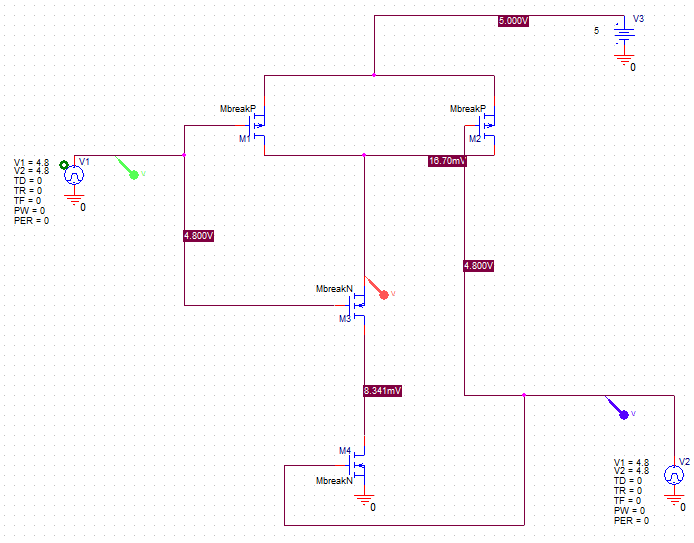 5.000V
V3
5
0
MbreakP
M1
MbreakP
M2
16.70mV
V1
V1 = 4.8
V2 = 4.8
TD = 0
TR = 0
TF = 0
PW = 0
PER = 0
0
V
4.800V
4.800V
MbreakN
M3
V
8.341mV
V
M4
MbreakN
0
V2
V1 = 4.8
V2 = 4.8
TD = 0
TR = 0
TF = 0
PW = 0
PER = 0
0